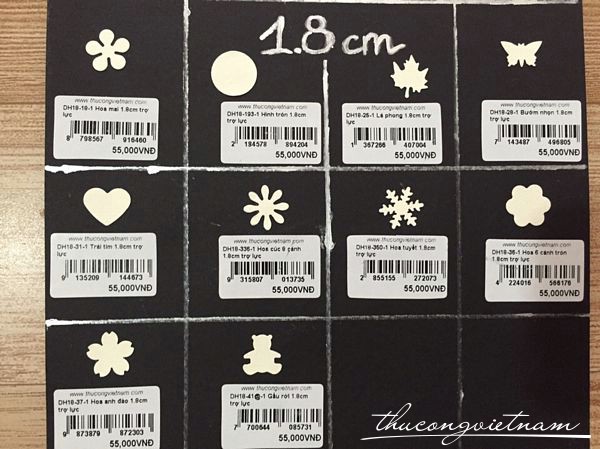 1.8cm
www.thucongvietnam.com
DH18-18-1 Hoa mai 1.8cm trợ
lực
8 798567 916460
55,000VNĐ
www.thucongvietnam.com
DH18-193-1 Hình tròn 1.8cm
trợ lực
2 184578 894204
55,000VNĐ
www.thucongvietnam.com
DH18-25-1 Lá phong 1.8cm trợ
lực
1 367266 407004
55,000VNĐ
www.thucongvietnam.com
DH18-28-1 Bướm nhọn 1.8cm
trợ lực
7 143487 496805
55,000VNĐ
www.thucongvietnam.com
DH18-31-1 Trái tim 1.8cm trợ
lực
9 135209 144673
55,000VNĐ
www.thucongvietnam.com
DH18-336-1 Hoa cúc 8 cánh
1.8cm trợ lực
9 315807 013735
55,000VNĐ
www.thucongvietnam.com
DH18-350-1 Hoa tuyết 1.8cm
trợ lực
2 855155 272073
55,000VNĐ
www.thucongvietnam.com
DH18-36-1 Hoa 6 cánh tròn
1.8cm trợ lực
4 224016 566176
55,000VNĐ
www.thucongvietnam.com
DH18-37-1 Hoa anh đào 1.8cm
trợ lực
9 873879 872303
55,000VNĐ
www.thucongvietnam.com
Gấu rời 1.8cm
trợ lực
7 700644 085731
55,000VNĐ
thucongvietnam